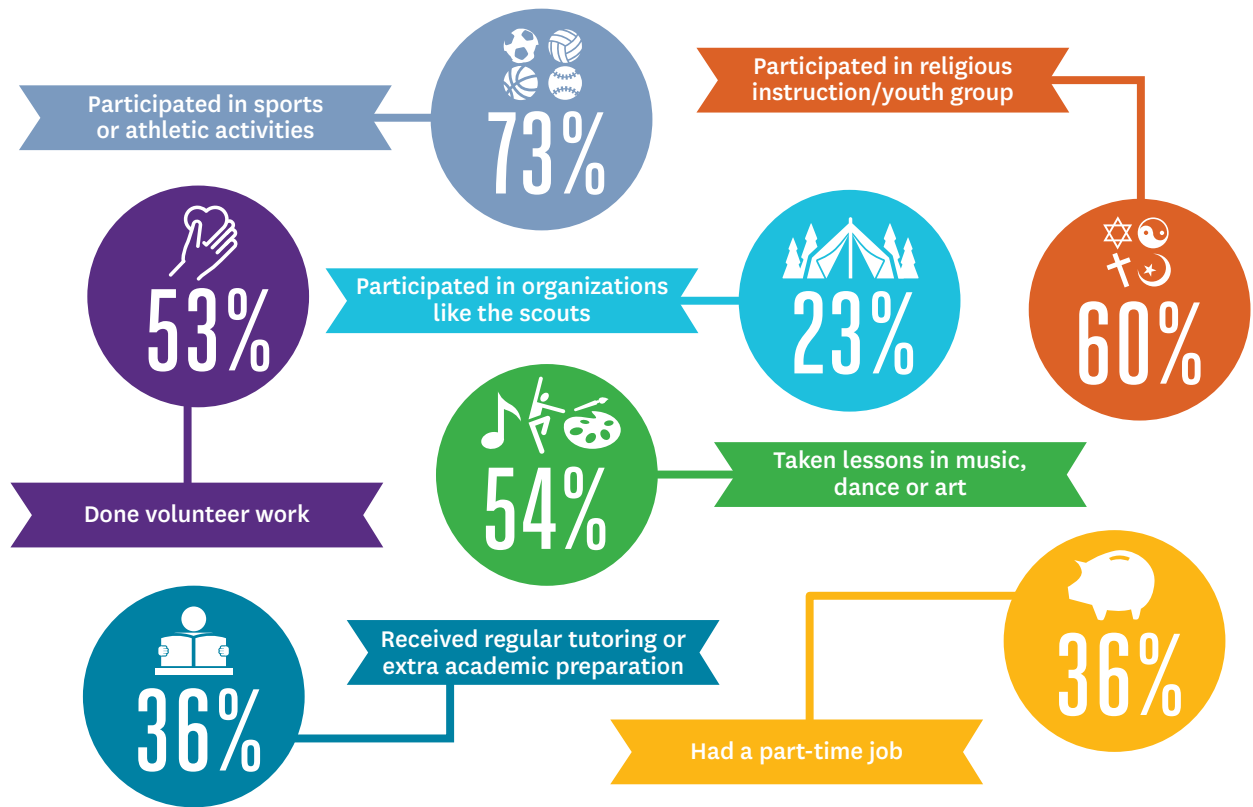 73%
Participated in sports
or athletic activities
Participated in religious
instruction/youth group
60%
53%
Done volunteer work
Participated in organizations
like the scouts
23%
54%
Taken lessons in music,
dance or art
36%
Received regular tutoring or
extra academic preparation
36%
Had a part-time job